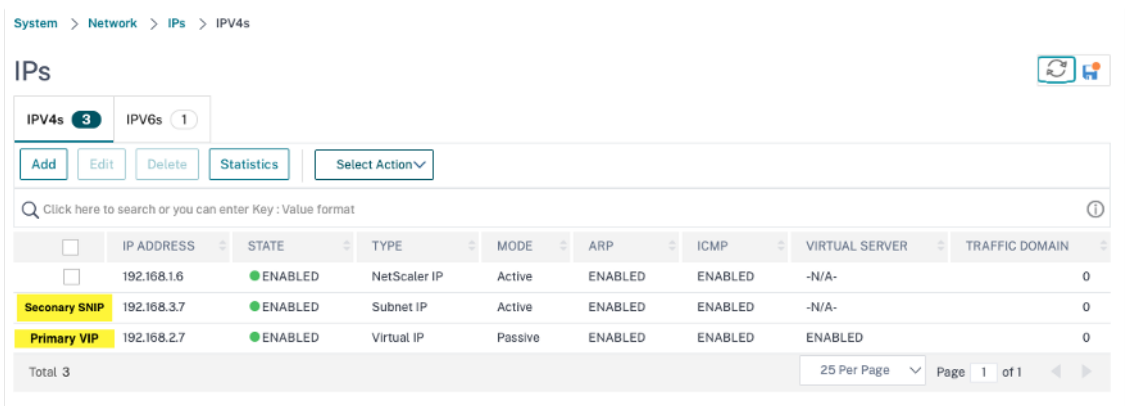 System > Network > IPs > IPV4s
IPs
IPV4s 3 IPV6s 1
Add Edit Delete Statistics Select Action
Click here to search or you can enter Key : Value format
IP ADDRESS STATE TYPE MODE ARP ICMP VIRTUAL SERVER TRAFFIC DOMAIN
192.168.1.6 ENABLED NetScaler IP Active ENABLED ENABLED -N/A- 0
Seconary SNIP 192.168.3.7 ENABLED Subnet IP Active ENABLED ENABLED -N/A- 0
Primary VIP 192.168.2.7 ENABLED Virtual IP Passive ENABLED ENABLED ENABLED 0
Total 3 25 Per Page Page 1 of 1